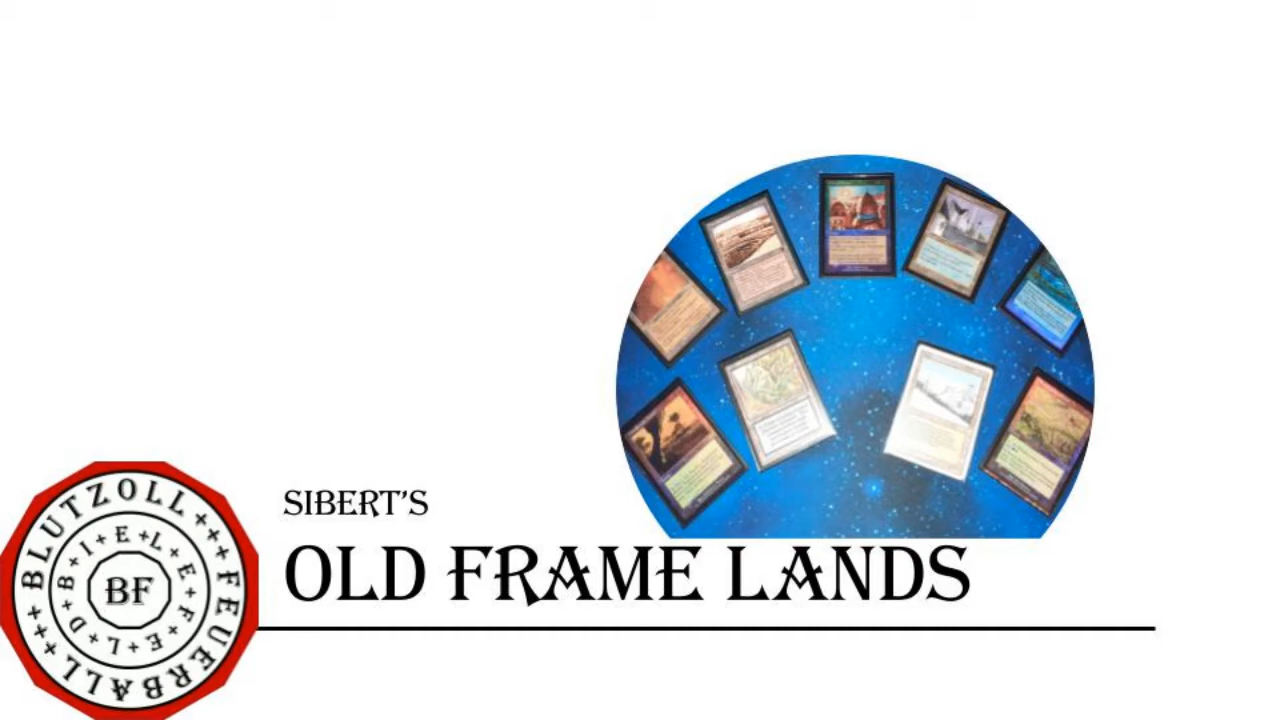 SIBERT’S
OLD FRAME LANDS
BLUTZOLL+++FEUERBALL+++
B+I+E+L+E+F+E+L+D+
BF